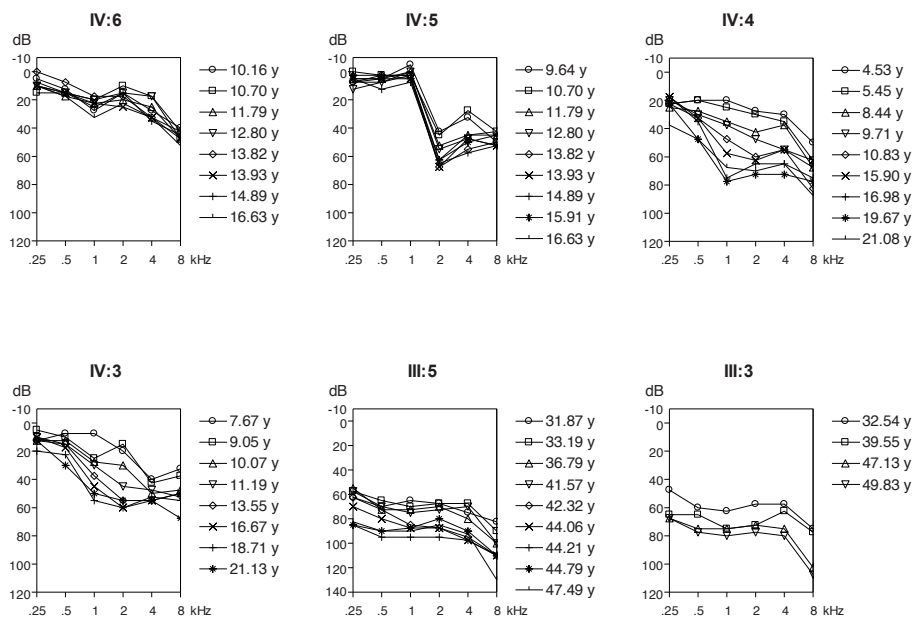 IV:6
dB
-10
0
20
40
60
80
100
120
.25 .5 1 2 4 8 kHz
10.16 y
10.70 y
11.79 y
12.80 y
13.82 y
13.93 y
14.89 y
16.63 y
IV:5
dB
-10
0
20
40
60
80
100
120
.25 .5 1 2 4 8 kHz
9.64 y
10.70 y
11.79 y
12.80 y
13.82 y
13.93 y
14.89 y
15.91 y
16.63 y
IV:4
dB
-10
0
20
40
60
80
100
120
.25 .5 1 2 4 8 kHz
4.53 y
5.45 y
8.44 y
9.71 y
10.83 y
15.90 y
16.98 y
19.67 y
21.08 y
IV:3
dB
-10
0
20
40
60
80
100
120
.25 .5 1 2 4 8 kHz
7.67 y
9.05 y
10.07 y
11.19 y
13.55 y
16.67 y
18.71 y
21.13 y
III:5
dB
-10
0
20
40
60
80
100
120
140
.25 .5 1 2 4 8 kHz
31.87 y
33.19 y
36.79 y
41.57 y
42.32 y
44.06 y
44.21 y
44.79 y
47.49 y
III:3
dB
-10
0
20
40
60
80
100
120
.25 .5 1 2 4 8 kHz
32.54 y
39.55 y
47.13 y
49.83 y